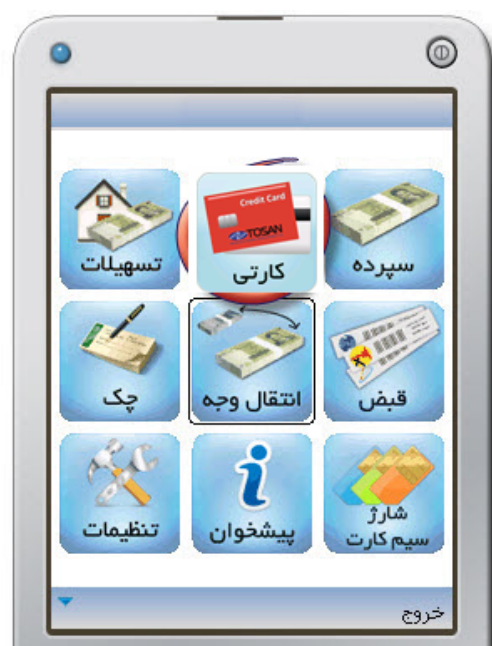 سپرده
Credit Card
TOSAN
کارتی
تسهیلات
قبض
انتقال وجه
چک
شارژ
سیم کارت
پیشخوان
تنظیمات
خروج